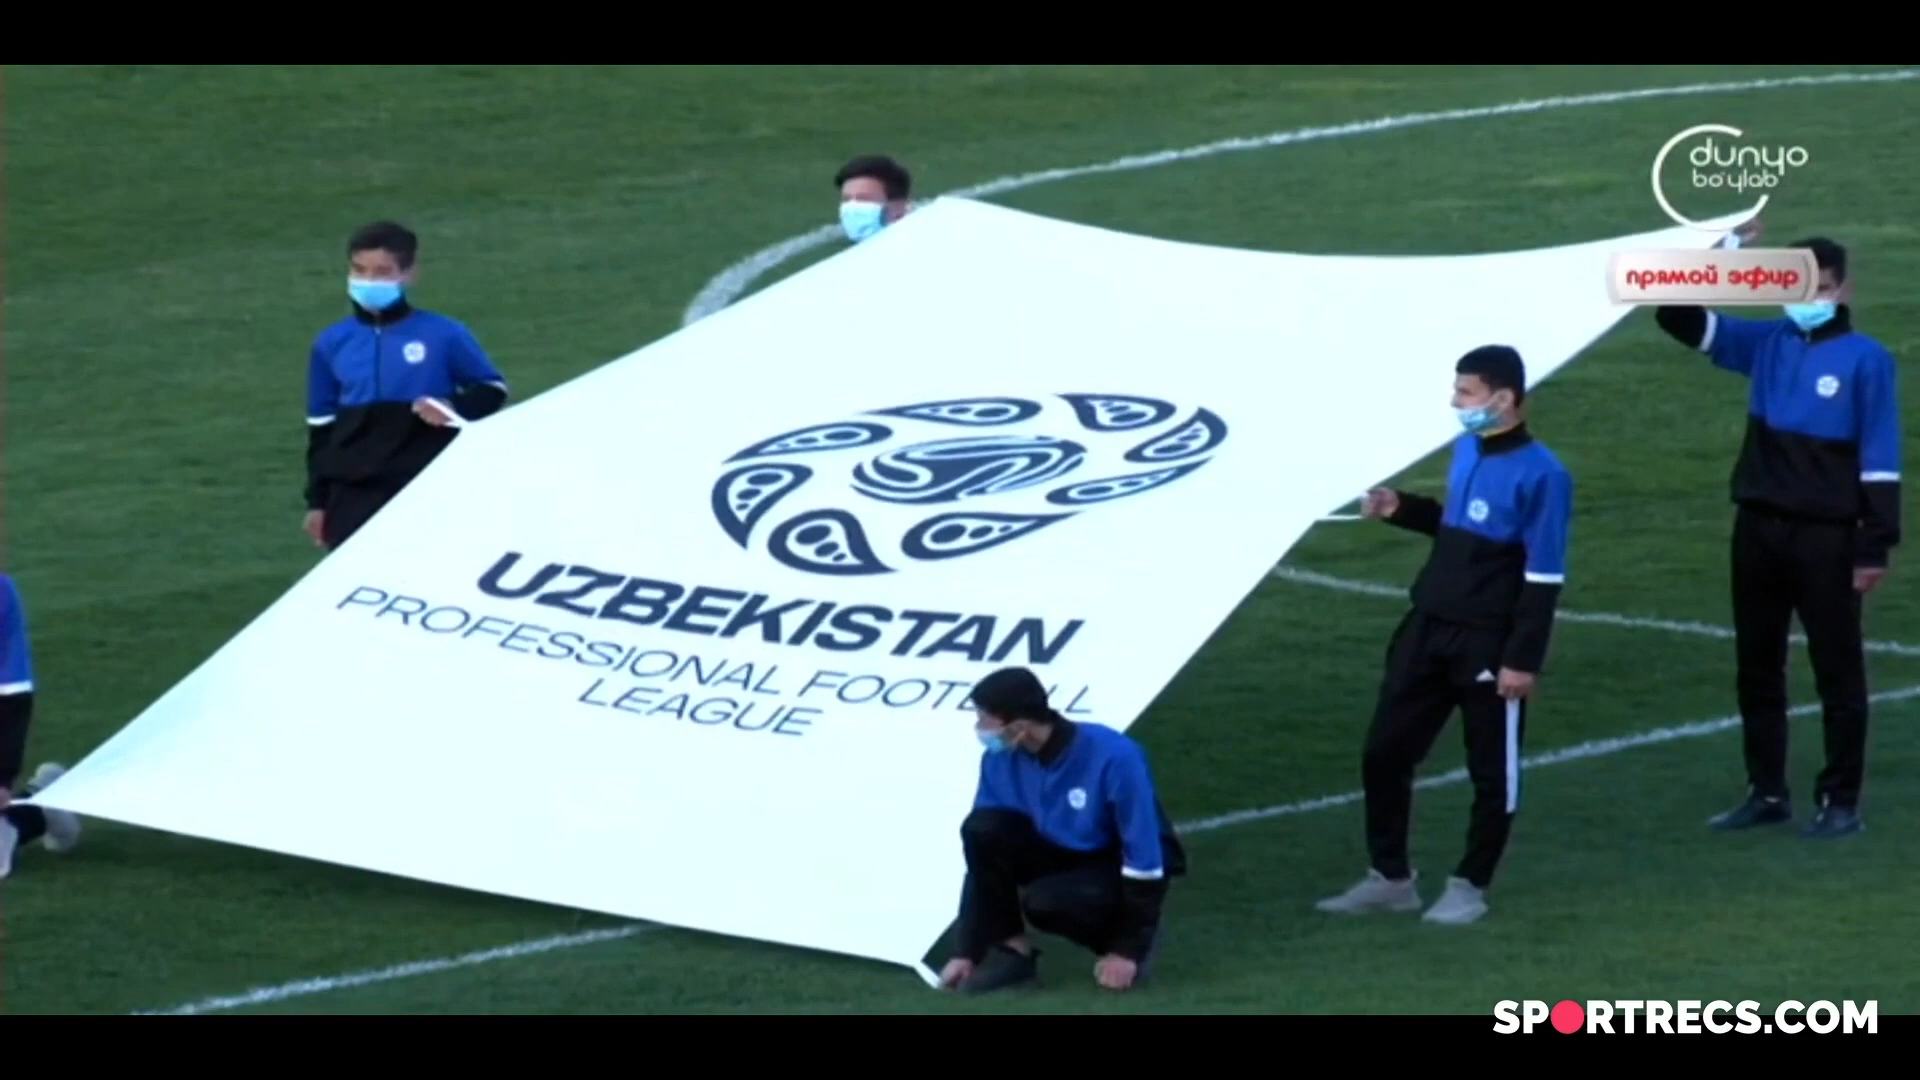 dunyo
bo'ylab
прямой эфир
UZBEKISTAN
PROFESSIONAL FOOTBALL
LEAGUE
SPORTRECS.COM